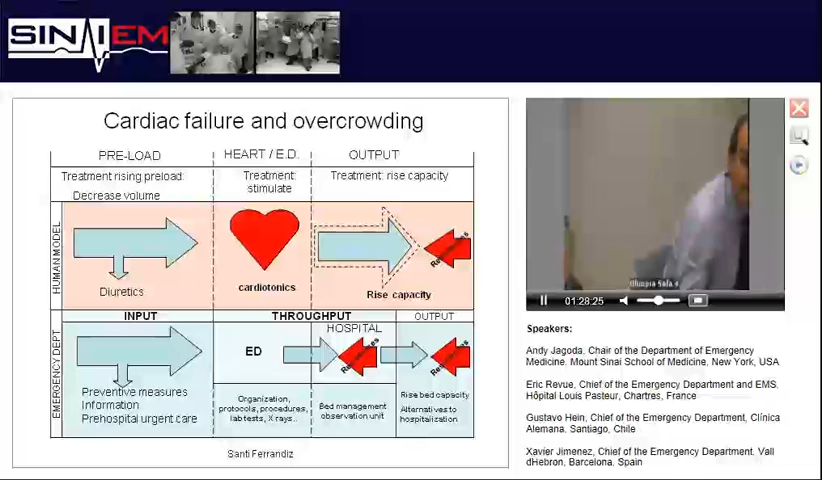 SINIEM
Cardiac failure and overcrowding
PRE-LOAD HEART / E.D. OUTPUT
Treatment rising preload: Treatment: Treatment: rise capacity
Decrease volume stimulate
HUMAN MODEL
Diuretics
cardiotonics
Rise capacity
INPUT THROUGHPUT OUTPUT
HOSPITAL
EMERGENCY DEPT
ED
Preventive measures
Information
Prehospital urgent care
Organization,
protocols, procedures,
lab tests, X rays..
Bed management
observation unit
Rise bed capacity
Alternatives to
hospitalization
Santi Ferrandiz
Olimpia Sala 4
01:28:25
Speakers:
Andy Jagoda, Chair of the Department of Emergency
Medicine. Mount Sinai School of Medicine, New York, USA
Eric Revue, Chief of the Emergency Department and EMS.
Hôpital Louis Pasteur, Chartres, France
Gustavo Hein, Chief of the Emergency Department, Clínica
Alemana. Santiago, Chile
Xavier Jimenez, Chief of the Emergency Department. Vall
dHebron, Barcelona, Spain